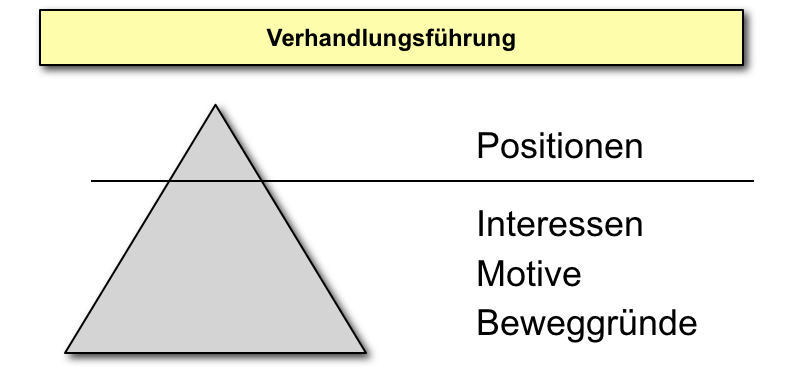 Verhandlungsführung
Positionen
Interessen
Motive
Beweggründe